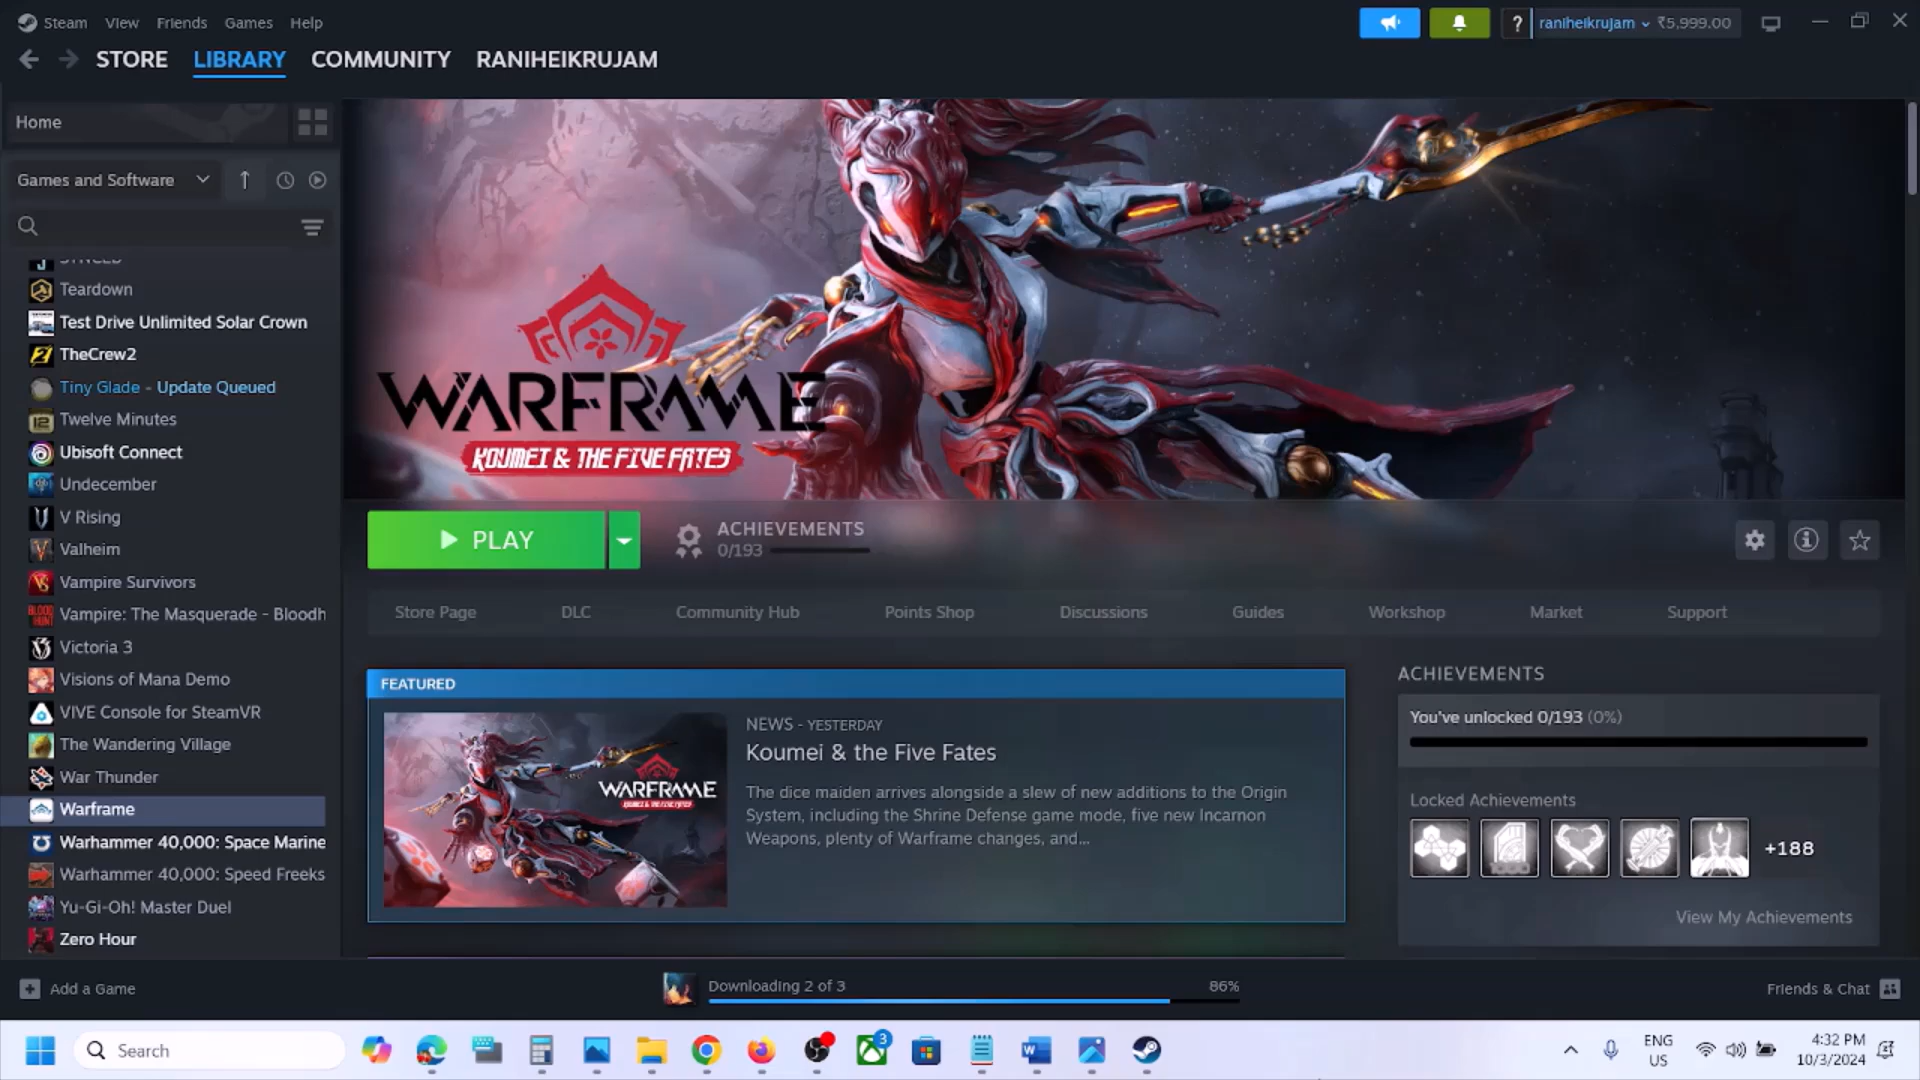 Steam View Friends Games Help
? raniheikrujam ₹5,999.00
STORE LIBRARY COMMUNITY RANIHEIKRUJAM
Home
Games and Software
SYNCED
Teardown
Test Drive Unlimited Solar Crown
TheCrew2
Tiny Glade - Update Queued
Twelve Minutes
Ubisoft Connect
Undecember
V Rising
Valheim
Vampire Survivors
Vampire: The Masquerade - Bloodh
Victoria 3
Visions of Mana Demo
VIVE Console for SteamVR
The Wandering Village
War Thunder
Warframe
Warhammer 40,000: Space Marine
Warhammer 40,000: Speed Freeks
Yu-Gi-Oh! Master Duel
Zero Hour
WARFRAME
KOUMEI & THE FIVE FATES
PLAY
ACHIEVEMENTS
0/193
Store Page DLC Community Hub Points Shop Discussions Guides Workshop Market Support
FEATURED
WARFRAME
KOUMEI & THE FIVE FATES
NEWS - YESTERDAY
Koumei & the Five Fates
The dice maiden arrives alongside a slew of new additions to the Origin
System, including the Shrine Defense game mode, five new Incarnon
Weapons, plenty of Warframe changes, and...
ACHIEVEMENTS
You've unlocked 0/193 (0%)
Locked Achievements
+188
View My Achievements
Add a Game
Downloading 2 of 3 86%
Friends & Chat
Search
3
ENG
US
4:32 PM
10/3/2024